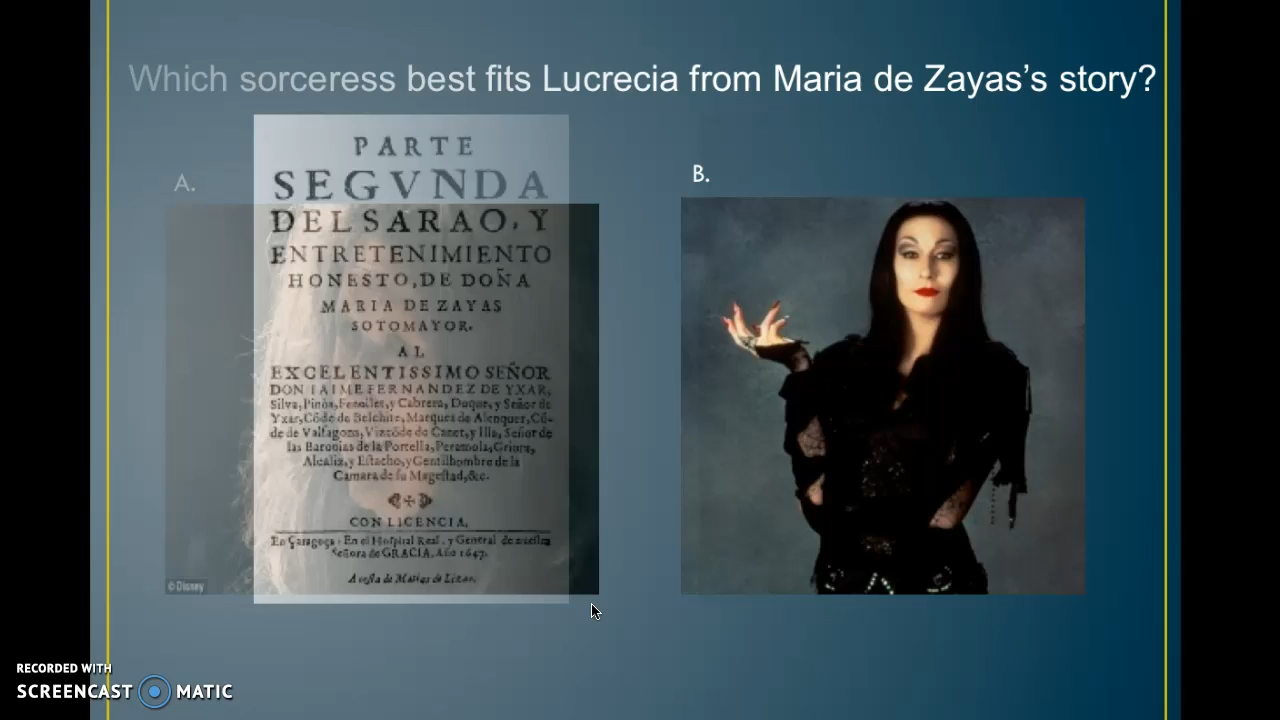 Which sorceress best fits Lucrecia from Maria de Zayas’s story?
A.
B.
PARTE
SEGVNDA
DEL SARAO, Y
ENTRETENIMIENTO
HONESTO, DE DOÑA
MARIA DE ZAYAS
SOTOMAYOR.
AL
EXCELENTISSIMO SEÑOR
DON IAIME FERNANDEZ DE YXAR,
Silva, Pinòs, Fenolles, y Cabrera, Duque, y Señor de
Yxar, Cõde de Belchite, Marques de Alenquer, Cõ-
de de Valfagona, Vizcõde de Canet, y Illa, Señor de
las Baronias de la Portella, Peramola, Grions,
Alcaliz, y Estacho, y Gentilhombre de la
Camara de su Magestad, &c.
CON LICENCIA,
En Çaragoça: En el Hospital Real, y General de nuestra
Señora de GRACIA, Año 1647.
A costa de Matias de Lizau.
©Disney
RECORDED WITH
SCREENCAST MATIC